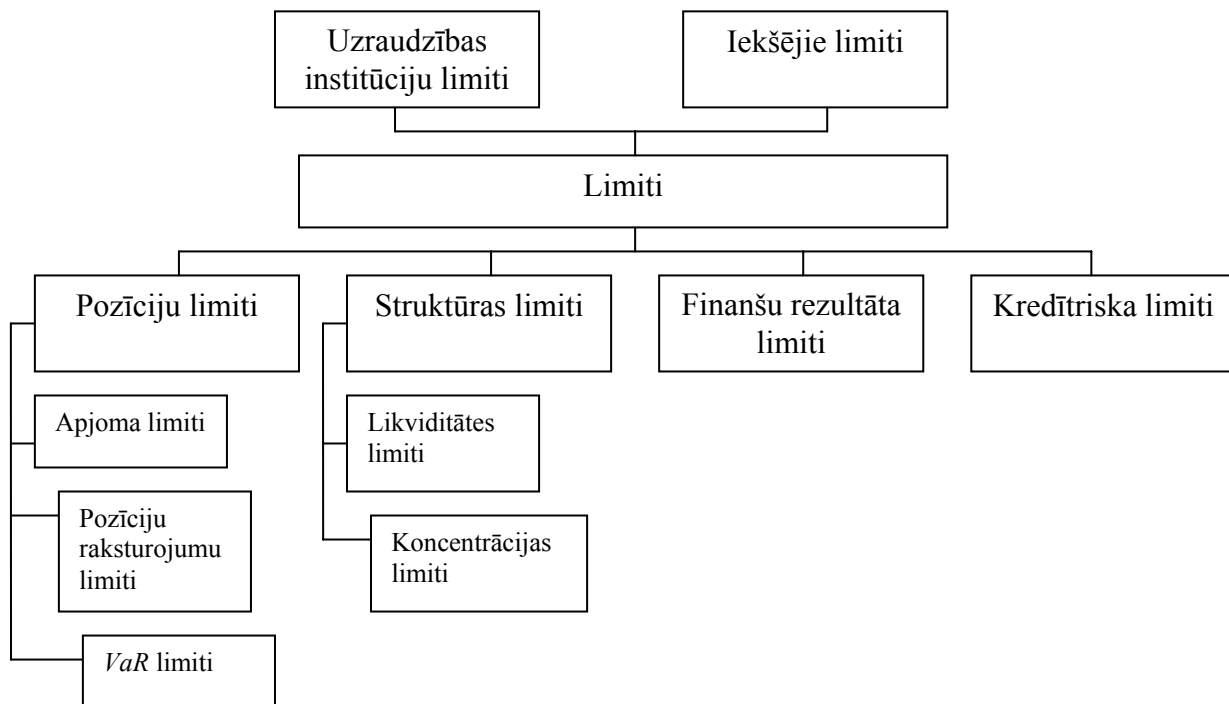 Uzraudzības
institūciju limiti
Iekšējie limiti
Limiti
Pozīciju limiti
Struktūras limiti
Finanšu rezultāta
limiti
Kredītriska limiti
Apjoma limiti
Likviditātes
limiti
Pozīciju
raksturojumu
limiti
Koncentrācijas
limiti
VaR limiti